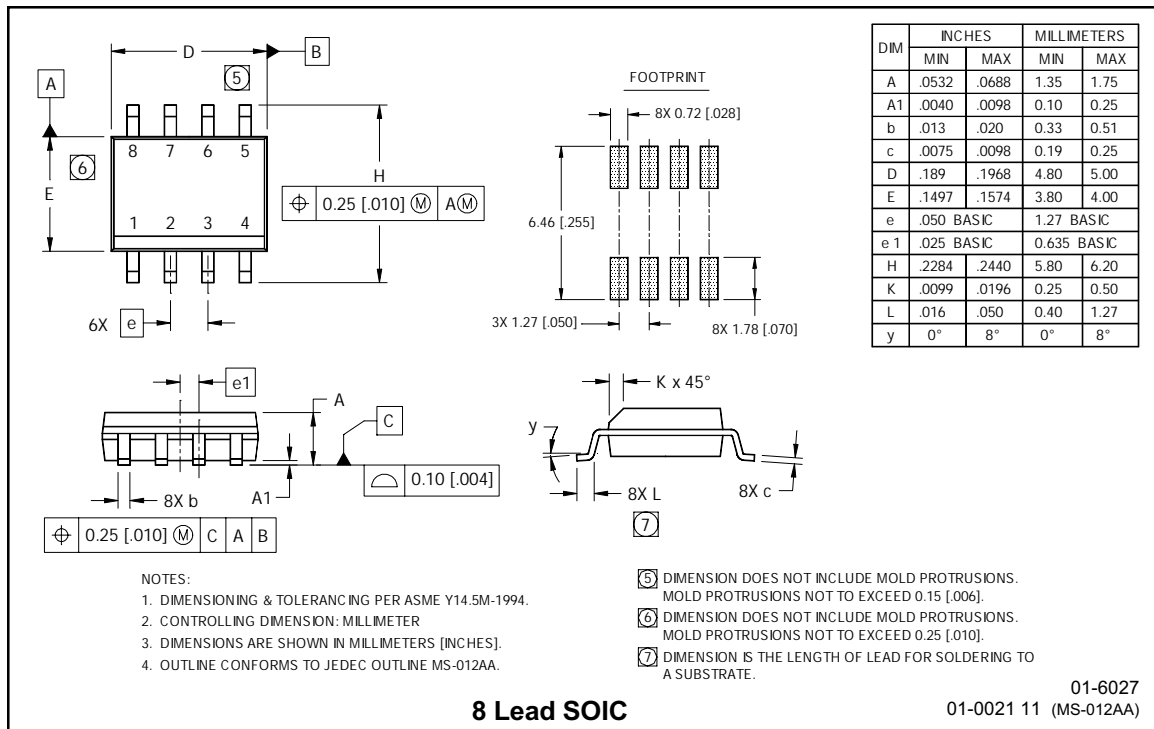 D
B
5
A
8 7 6 5
6
E
H
⌖ 0.25 [.010] Ⓜ AⓂ
1 2 3 4
6X e
FOOTPRINT
8X 0.72 [.028]
6.46 [.255]
3X 1.27 [.050]
8X 1.78 [.070]
DIM INCHES MILLIMETERS
MIN MAX MIN MAX
A .0532 .0688 1.35 1.75
A1 .0040 .0098 0.10 0.25
b .013 .020 0.33 0.51
c .0075 .0098 0.19 0.25
D .189 .1968 4.80 5.00
E .1497 .1574 3.80 4.00
e .050 BASIC 1.27 BASIC
e 1 .025 BASIC 0.635 BASIC
H .2284 .2440 5.80 6.20
K .0099 .0196 0.25 0.50
L .016 .050 0.40 1.27
y 0° 8° 0° 8°
e1
A
C
0.10 [.004]
A1
8X b
⌖ 0.25 [.010] Ⓜ C A B
K x 45°
y
8X L
7
8X c
NOTES:
1. DIMENSIONING & TOLERANCING PER ASME Y14.5M-1994.
2. CONTROLLING DIMENSION: MILLIMETER
3. DIMENSIONS ARE SHOWN IN MILLIMETERS [INCHES].
4. OUTLINE CONFORMS TO JEDEC OUTLINE MS-012AA.
5 DIMENSION DOES NOT INCLUDE MOLD PROTRUSIONS.
MOLD PROTRUSIONS NOT TO EXCEED 0.15 [.006].
6 DIMENSION DOES NOT INCLUDE MOLD PROTRUSIONS.
MOLD PROTRUSIONS NOT TO EXCEED 0.25 [.010].
7 DIMENSION IS THE LENGTH OF LEAD FOR SOLDERING TO
A SUBSTRATE.
8 Lead SOIC
01-6027
01-0021 11 (MS-012AA)